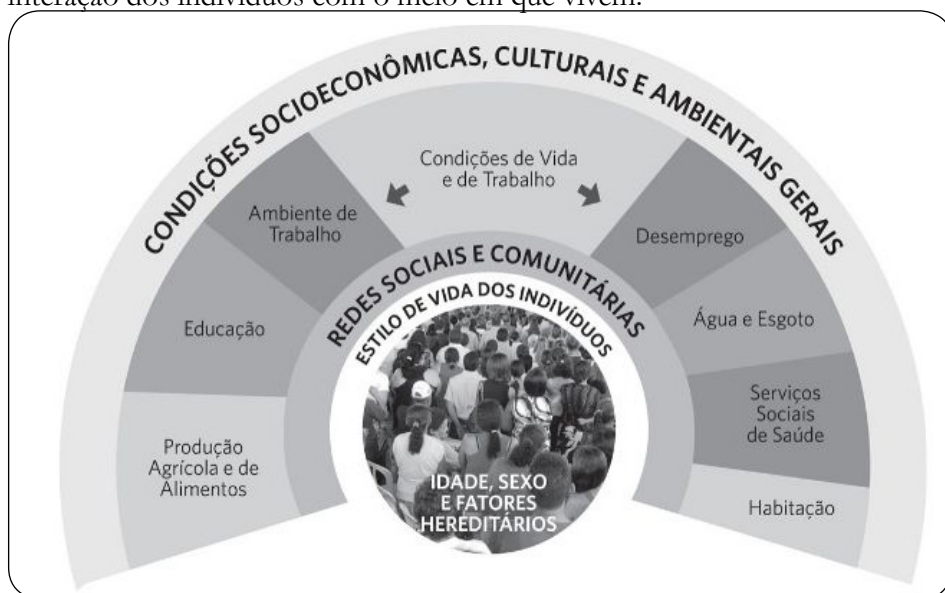 interação dos indivíduos com o meio em que vivem.
CONDIÇÕES SOCIOECONÔMICAS, CULTURAIS E AMBIENTAIS GERAIS
Condições de Vida
e de Trabalho
Ambiente de
Trabalho
Desemprego
Educação
Água e Esgoto
Produção
Agrícola e de
Alimentos
Serviços
Sociais
de Saúde
Habitação
REDES SOCIAIS E COMUNITÁRIAS
ESTILO DE VIDA DOS INDIVÍDUOS
IDADE, SEXO
E FATORES
HEREDITÁRIOS